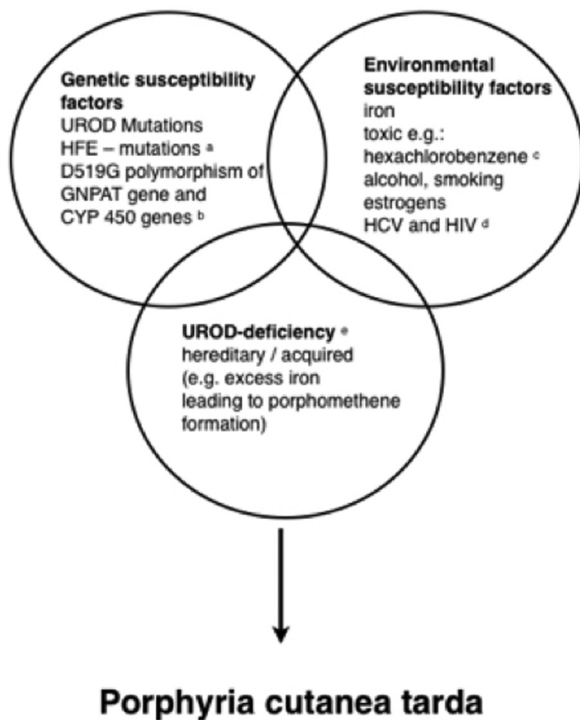 Genetic susceptibility
factors
UROD Mutations
HFE – mutations a
D519G polymorphism of
GNPAT gene and
CYP 450 genes b
Environmental
susceptibility factors
iron
toxic e.g.:
hexachlorobenzene c
alcohol, smoking
estrogens
HCV and HIV d
UROD-deficiency e
hereditary / acquired
(e.g. excess iron
leading to porphomethene
formation)
Porphyria cutanea tarda